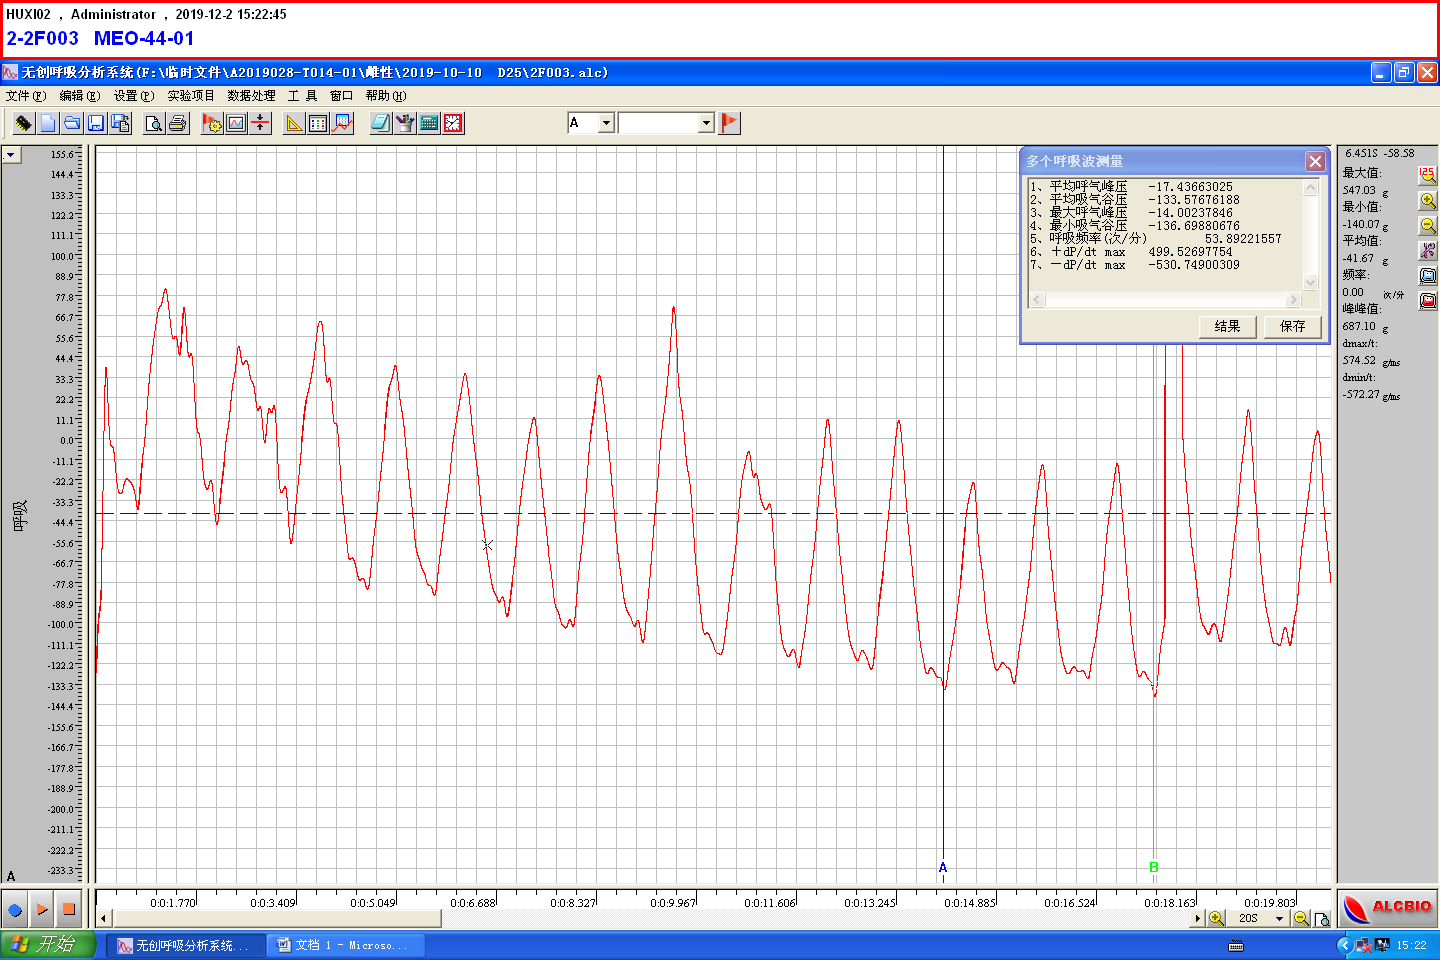 HUXI02 , Administrator , 2019-12-2 15:22:45
2-2F003 MEO-44-01
无创呼吸分析系统(F:\临时文件\A2019028-T014-01\雌性\2019-10-10 D25\2F003.alc)
文件(F) 编辑(E) 设置(P) 实验项目 数据处理 工 具 窗口 帮助(H)
A
155.6
144.4
133.3
122.2
111.1
100.0
88.9
77.8
66.7
55.6
44.4
33.3
22.2
11.1
0.0
-11.1
-22.2
-33.3
-44.4
-55.6
-66.7
-77.8
-88.9
-100.0
-111.1
-122.2
-133.3
-144.4
-155.6
-166.7
-177.8
-188.9
-200.0
-211.1
-222.2
-233.3
呼吸
A
多个呼吸波测量
1、平均呼气峰压 -17.43663025
2、平均吸气谷压 -133.57676188
3、最大呼气峰压 -14.00237846
4、最小吸气谷压 -136.69880676
5、呼吸频率(次/分) 53.89221557
6、＋dP/dt max 499.52697754
7、－dP/dt max -530.74900309
结果 保存
6.451S -58.58
最大值:
547.03 g
最小值:
-140.07 g
平均值:
-41.67 g
频率:
0.00 次/分
峰峰值:
687.10 g
dmax/t:
574.52 g/ms
dmin/t:
-572.27 g/ms
125
A B
0:0:1.770 0:0:3.409 0:0:5.049 0:0:6.688 0:0:8.327 0:0:9.967 0:0:11.606 0:0:13.245 0:0:14.885 0:0:16.524 0:0:18.163 0:0:19.803
20S
ALCBIO
开始 无创呼吸分析系统... 文档 1 - Microso... 15:22